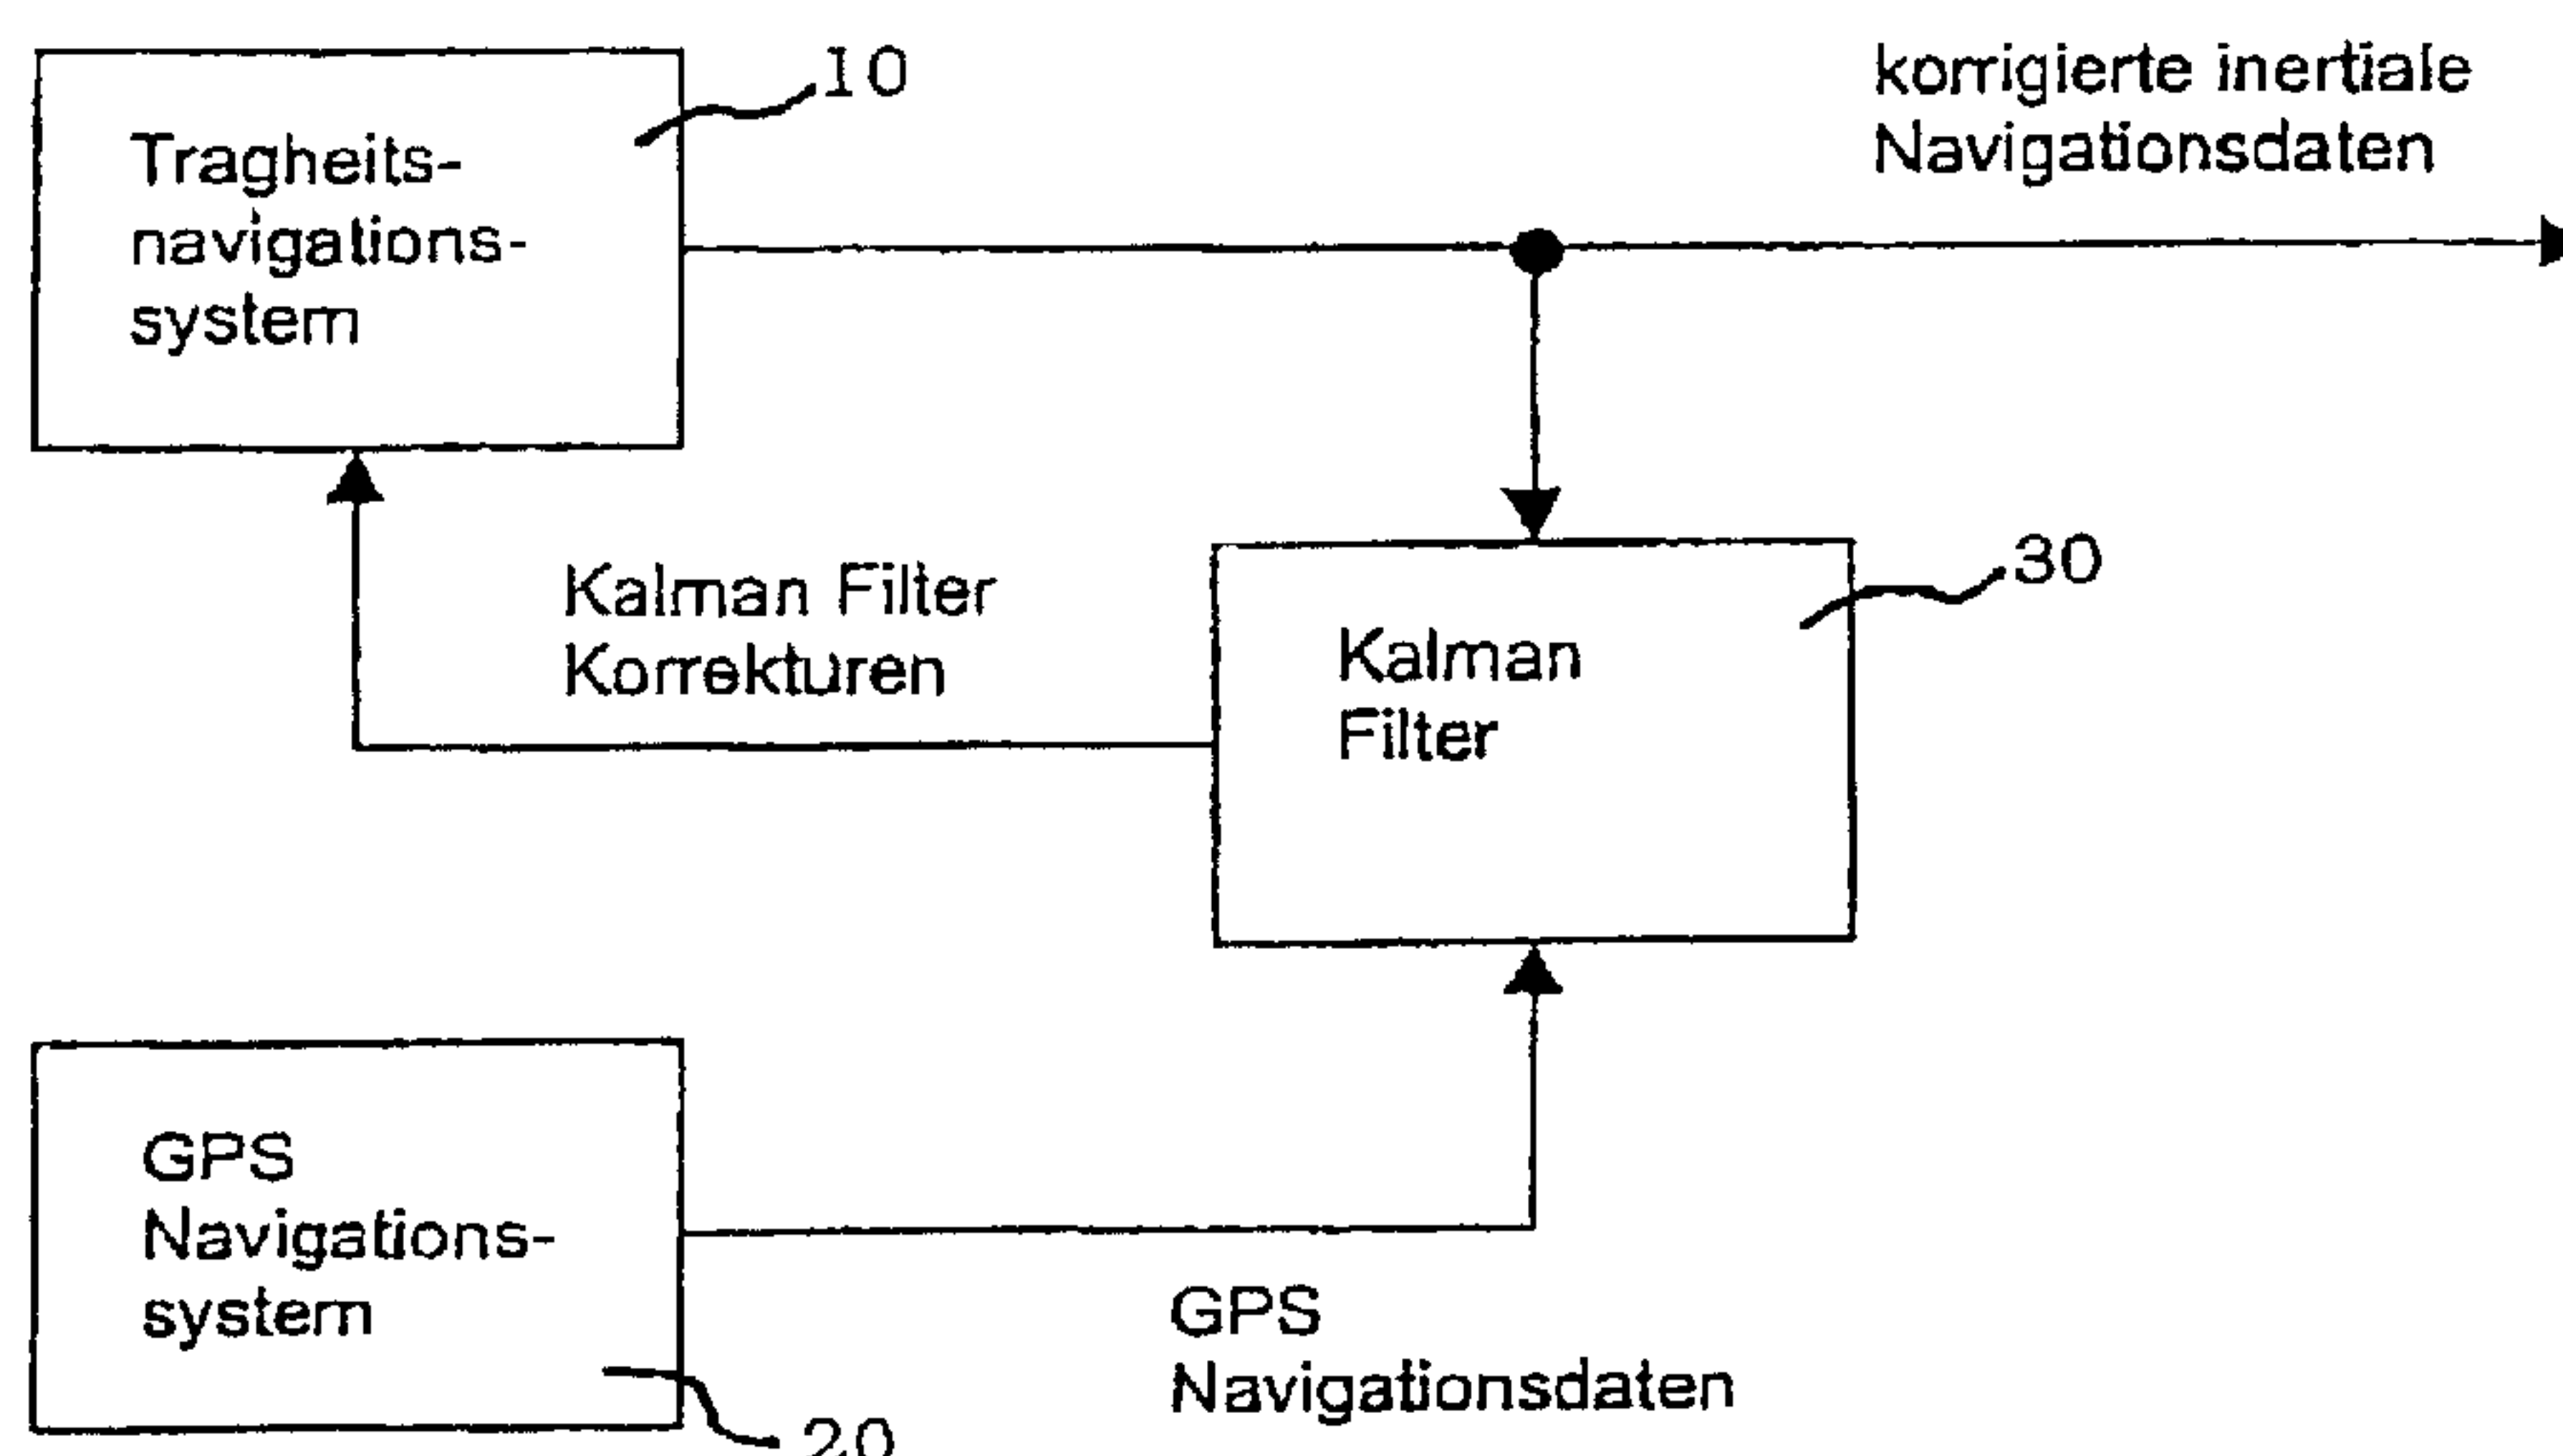 10
korrigierte inertiale
Navigationsdaten
Tragheits-
navigations-
system
30
Kalman Filter
Korrekturen
Kalman
Filter
GPS
Navigations-
system
GPS
Navigationsdaten
20